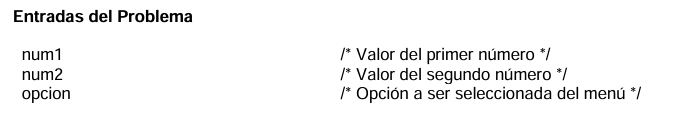 Entradas del Problema
num1 /* Valor del primer número */
num2 /* Valor del segundo número */
opcion /* Opción a ser seleccionada del menú */